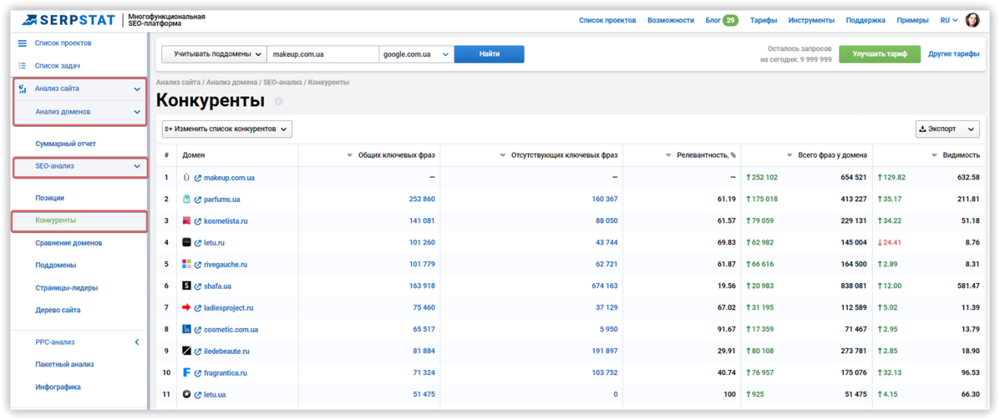 SERPSTAT
Многофункциональная
SEO-платформа
Список проектов Возможности Блог 29 Тарифы Инструменты Поддержка Примеры RU
Список проектов
Список задач
Анализ сайта
Анализ доменов
Суммарный отчет
SEO-анализ
Позиции
Конкуренты
Сравнение доменов
Поддомены
Страницы-лидеры
Дерево сайта
PPC-анализ
Пакетный анализ
Инфографика
Учитывать поддомены makeup.com.ua google.com.ua Найти
Осталось запросов
на сегодня: 9 999 999
Улучшить тариф Другие тарифы
Анализ сайта / Анализ домена / SEO-анализ / Конкуренты
Конкуренты
Изменить список конкурентов Экспорт
# Домен Общих ключевых фраз Отсутствующих ключевых фраз Релевантность, % Всего фраз у домена Видимость
1 makeup.com.ua – – – ↑252 102 654 521 ↑129.82 632.58
2 parfums.ua 252 860 160 367 61.19 ↑175 018 413 227 ↑35.17 211.81
3 kosmetista.ru 141 081 88 050 61.57 ↑79 059 229 131 ↑34.22 51.18
4 letu.ru 101 260 43 744 69.83 ↑62 982 145 004 ↓24.41 8.76
5 rivegauche.ru 101 779 62 721 61.87 ↑66 616 164 500 ↑2.89 8.31
6 shafa.ua 163 918 674 163 19.56 ↑20 983 838 081 ↑12.00 581.47
7 ladiesproject.ru 75 460 37 129 67.02 ↑31 195 112 589 ↑5.02 11.39
8 cosmetic.com.ua 65 517 5 950 91.67 ↑17 359 71 467 ↑2.95 13.79
9 iledebeaute.ru 81 884 191 897 29.91 ↑80 108 273 781 ↑2.85 18.90
10 fragrantica.ru 71 324 103 752 40.74 ↑76 957 175 076 ↑32.13 96.53
11 letu.ua 51 475 0 100 ↑925 51 475 ↑4.15 66.30